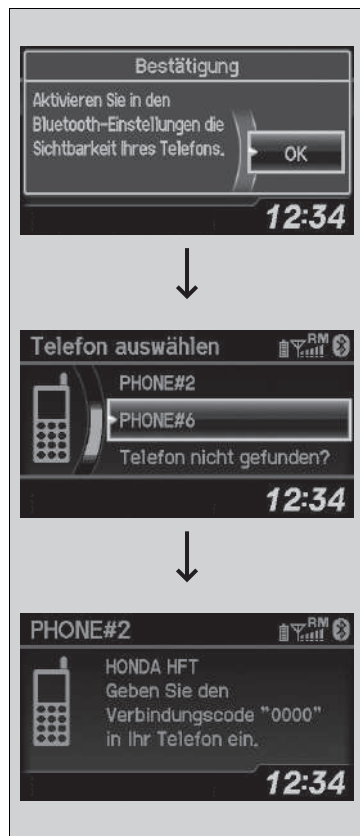 Bestätigung
Aktivieren Sie in den
Bluetooth-Einstellungen die
Sichtbarkeit Ihres Telefons.
OK
12:34
Telefon auswählen
RM
PHONE#2
PHONE#6
Telefon nicht gefunden?
12:34
PHONE#2
RM
HONDA HFT
Geben Sie den
Verbindungscode "0000"
in Ihr Telefon ein.
12:34